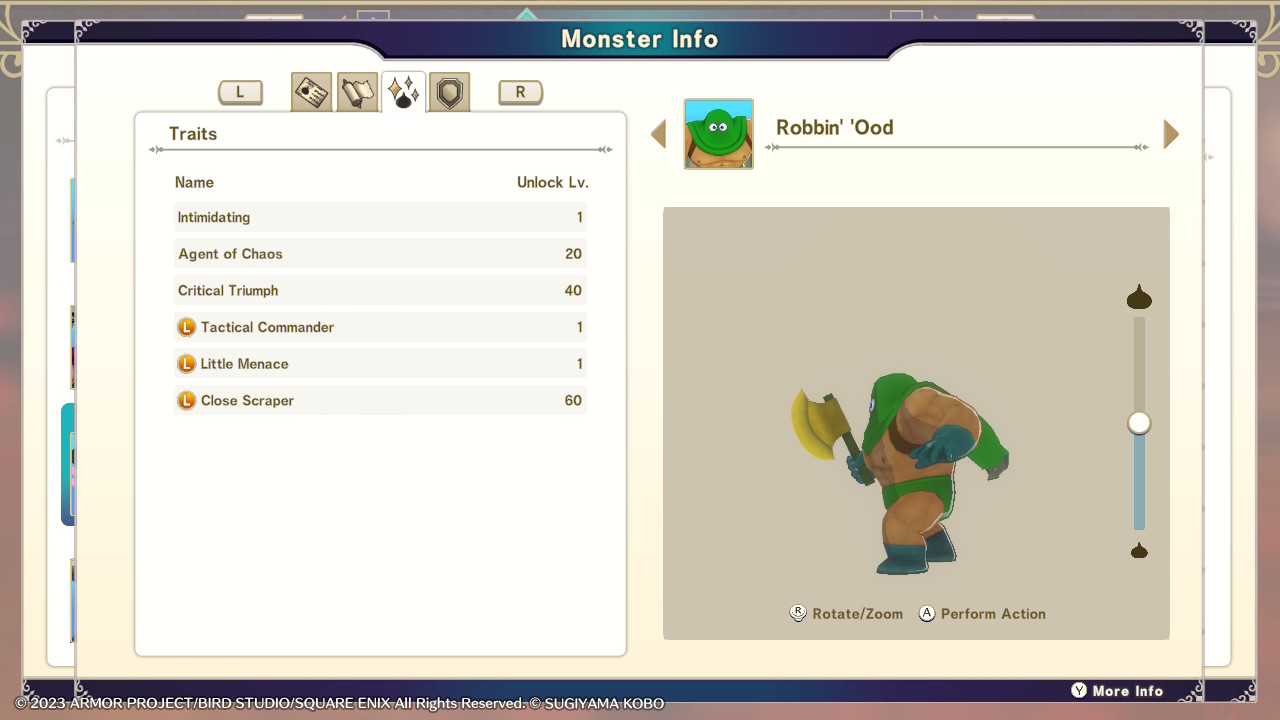 Monster Info
L
R
Traits
Name Unlock Lv.
Intimidating 1
Agent of Chaos 20
Critical Triumph 40
L Tactical Commander 1
L Little Menace 1
L Close Scraper 60
Robbin' 'Ood
R Rotate/Zoom A Perform Action
Y More Info
© 2023 ARMOR PROJECT/BIRD STUDIO/SQUARE ENIX All Rights Reserved. © SUGIYAMA KOBO